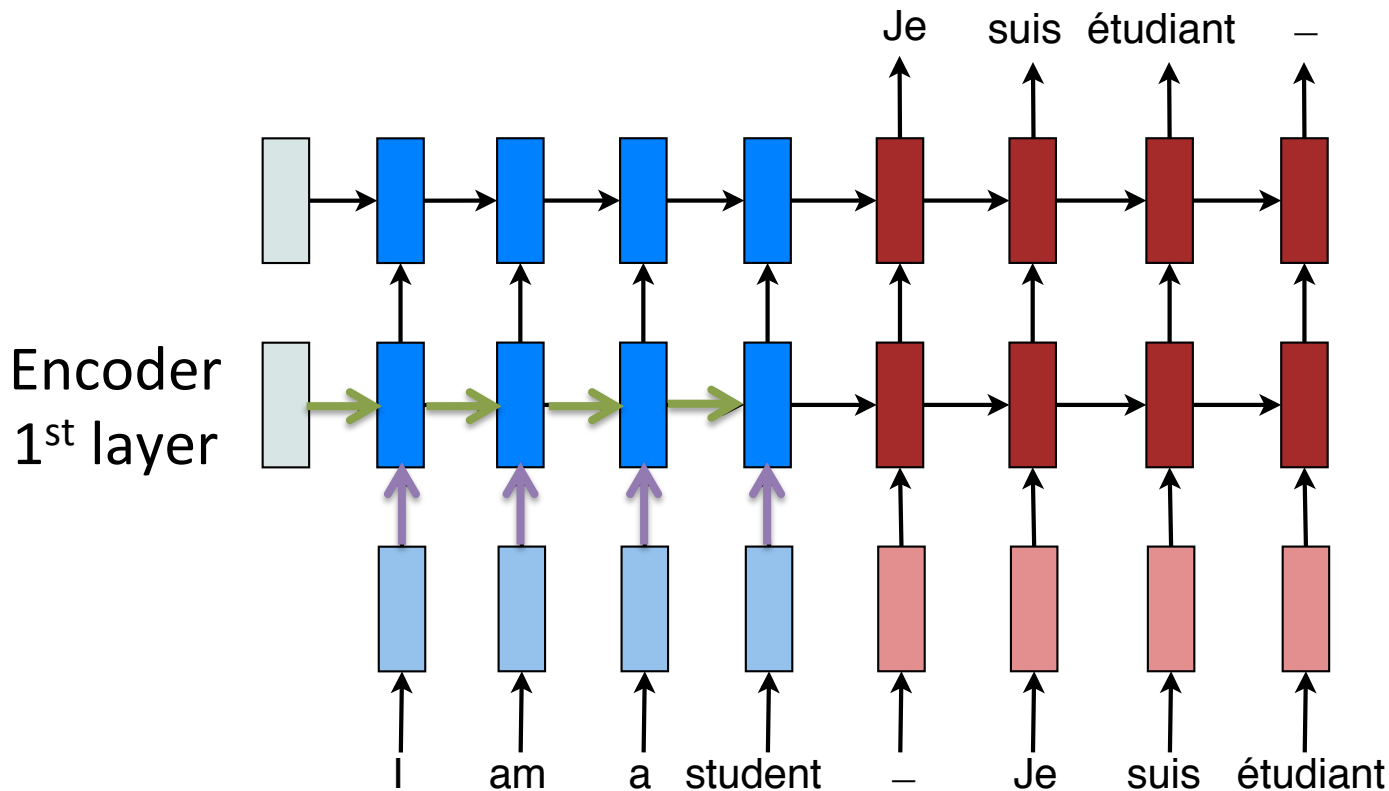 Je suis étudiant –
Encoder
1st layer
I am a student – Je suis étudiant